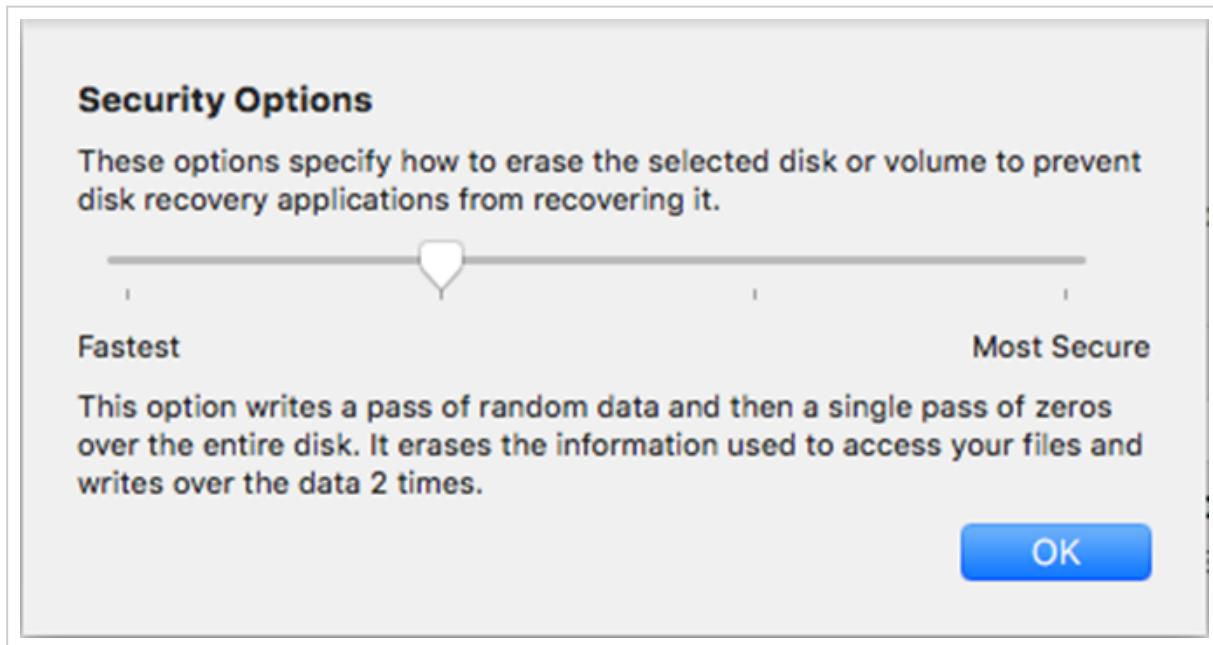 Security Options
These options specify how to erase the selected disk or volume to prevent
disk recovery applications from recovering it.
Fastest
Most Secure
This option writes a pass of random data and then a single pass of zeros
over the entire disk. It erases the information used to access your files and
writes over the data 2 times.
OK